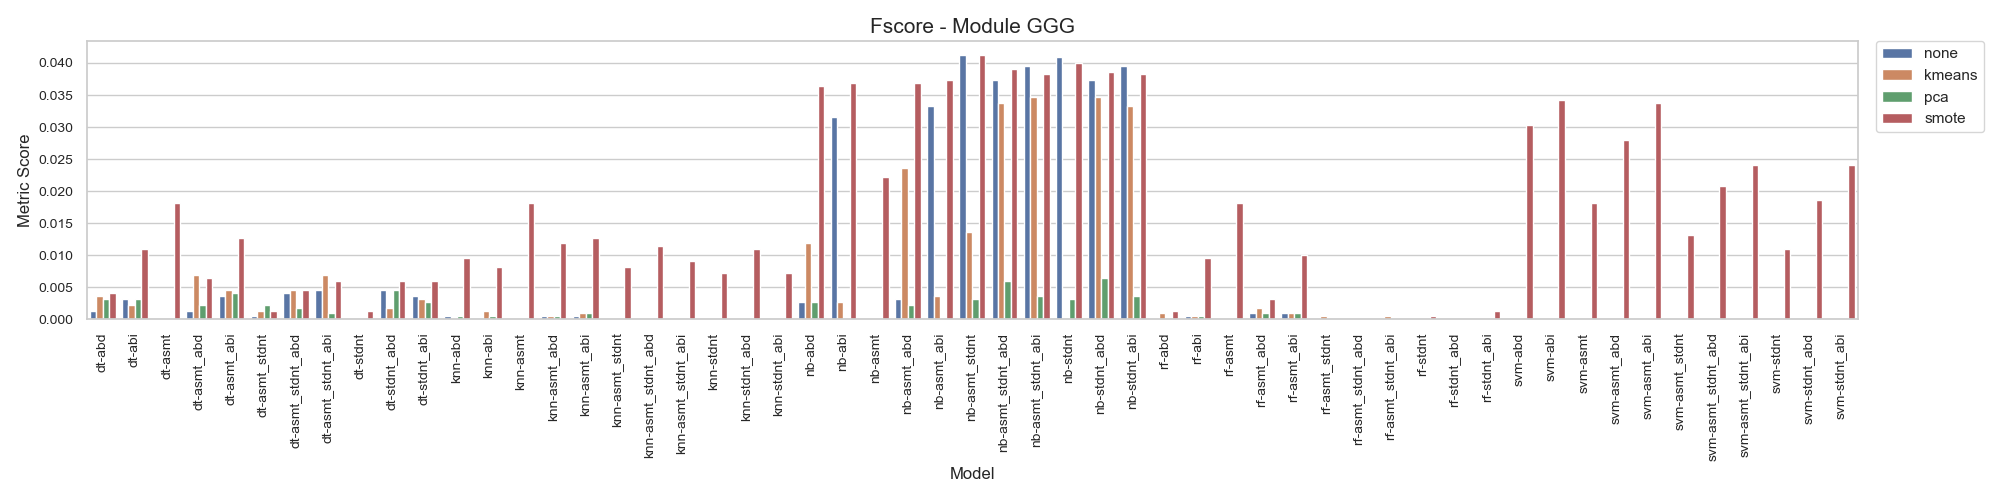 Fscore - Module GGG
none
kmeans
pca
smote
Metric Score
0.040
0.035
0.030
0.025
0.020
0.015
0.010
0.005
0.000
dt-abd
dt-abi
dt-asmt
dt-asmt_abd
dt-asmt_abi
dt-asmt_stdnt
dt-asmt_stdnt_abd
dt-asmt_stdnt_abi
dt-stdnt
dt-stdnt_abd
dt-stdnt_abi
knn-abd
knn-abi
knn-asmt
knn-asmt_abd
knn-asmt_abi
knn-asmt_stdnt
knn-asmt_stdnt_abd
knn-asmt_stdnt_abi
knn-stdnt
knn-stdnt_abd
knn-stdnt_abi
nb-abd
nb-abi
nb-asmt
nb-asmt_abd
nb-asmt_abi
nb-asmt_stdnt
nb-asmt_stdnt_abd
nb-asmt_stdnt_abi
nb-stdnt
nb-stdnt_abd
nb-stdnt_abi
rf-abd
rf-abi
rf-asmt
rf-asmt_abd
rf-asmt_abi
rf-asmt_stdnt
rf-asmt_stdnt_abd
rf-asmt_stdnt_abi
rf-stdnt
rf-stdnt_abd
rf-stdnt_abi
svm-abd
svm-abi
svm-asmt
svm-asmt_abd
svm-asmt_abi
svm-asmt_stdnt
svm-asmt_stdnt_abd
svm-asmt_stdnt_abi
svm-stdnt
svm-stdnt_abd
svm-stdnt_abi
Model